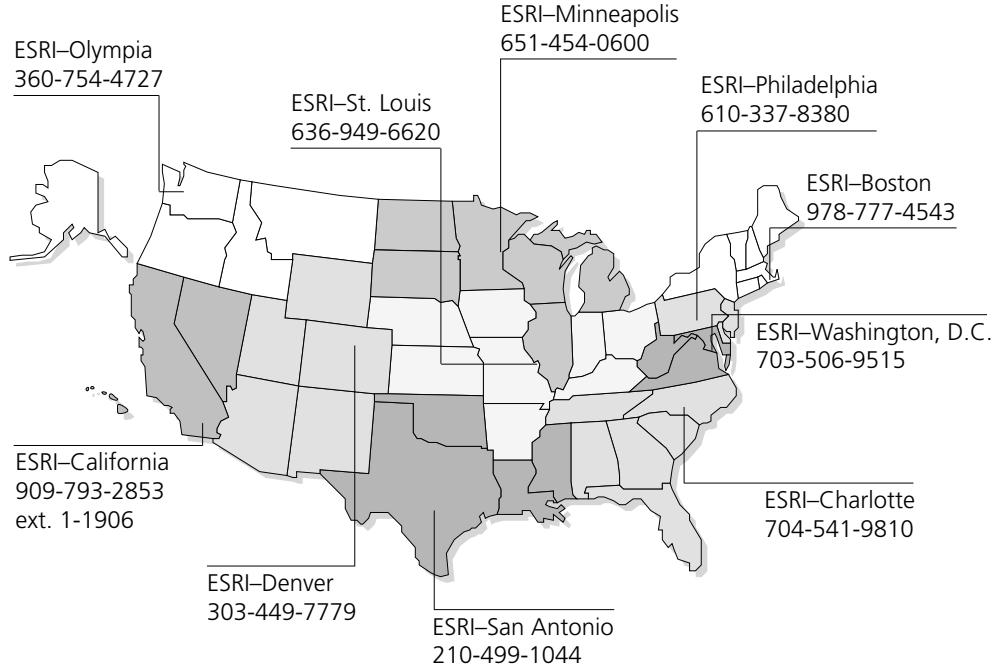 ESRI–Minneapolis
651-454-0600
ESRI–Olympia
360-754-4727
ESRI–St. Louis
636-949-6620
ESRI–Philadelphia
610-337-8380
ESRI–Boston
978-777-4543
ESRI–Washington, D.C.
703-506-9515
ESRI–California
909-793-2853
ext. 1-1906
ESRI–Charlotte
704-541-9810
ESRI–Denver
303-449-7779
ESRI–San Antonio
210-499-1044